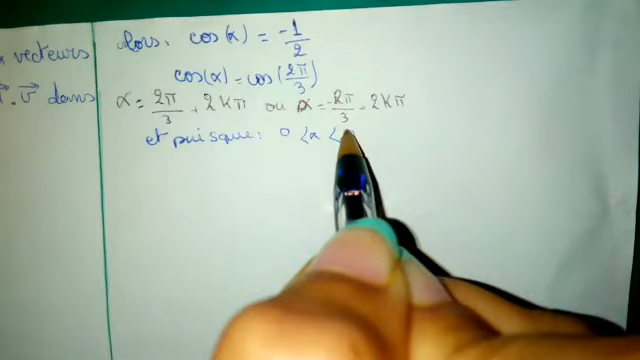 x vecteurs
. v⃗ dans
alors: cos(α) = -1/2
cos(α) = cos(2π/3)
α = 2π/3 + 2Kπ ou α = -2π/3 + 2Kπ
et puisque: 0 < α <